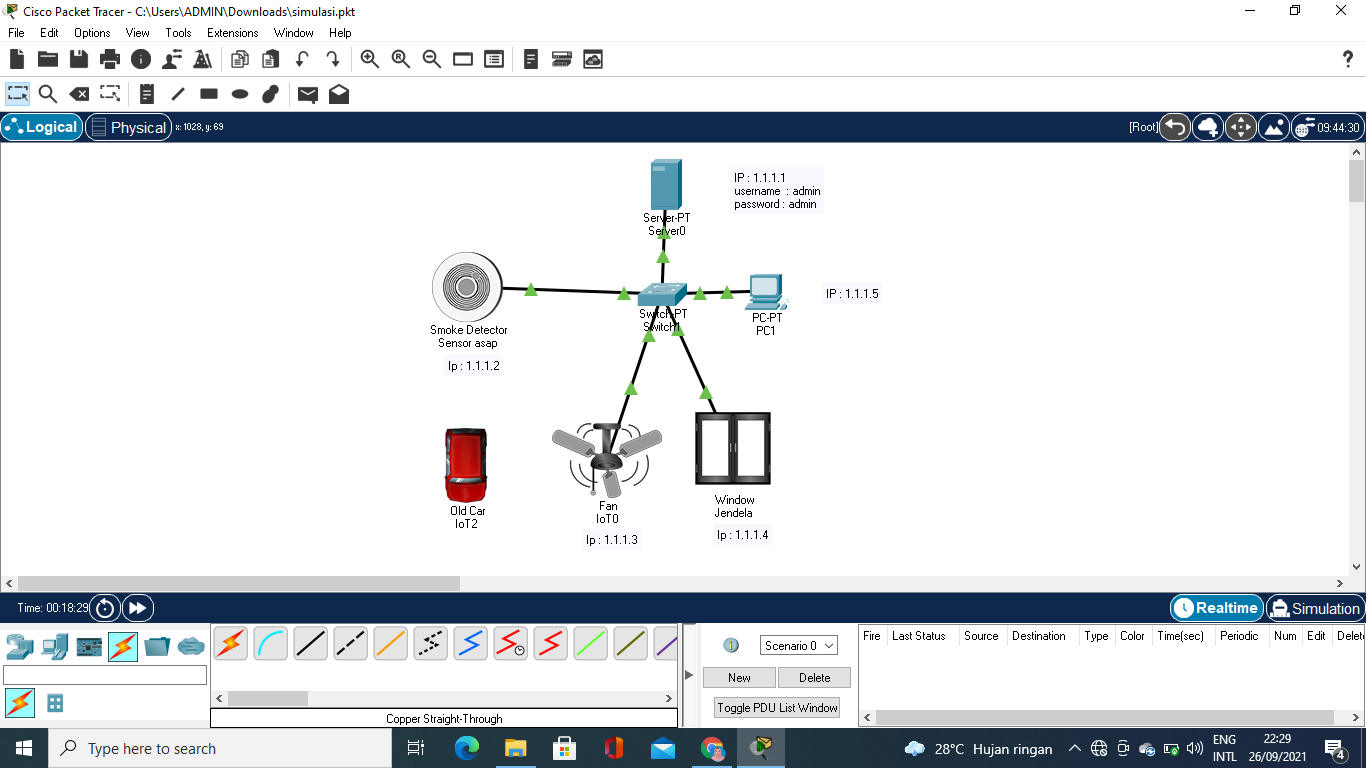 Cisco Packet Tracer - C:\Users\ADMIN\Downloads\simulasi.pkt
File Edit Options View Tools Extensions Window Help
Logical
Physical
x: 1028, y: 69
[Root]
09:44:30
IP : 1.1.1.1
username : admin
password : admin
Server-PT
Server0
Smoke Detector
Sensor asap
Ip : 1.1.1.2
Switch-PT
Switch1
PC-PT
PC1
IP : 1.1.1.5
Old Car
IoT2
Fan
IoT0
Ip : 1.1.1.3
Window
Jendela
Ip : 1.1.1.4
Time: 00:18:29
Realtime
Simulation
Scenario 0
New
Delete
Toggle PDU List Window
Fire Last Status Source Destination Type Color Time(sec) Periodic Num Edit Delet
Copper Straight-Through
Type here to search
28°C Hujan ringan
ENG
INTL
22:29
26/09/2021
4